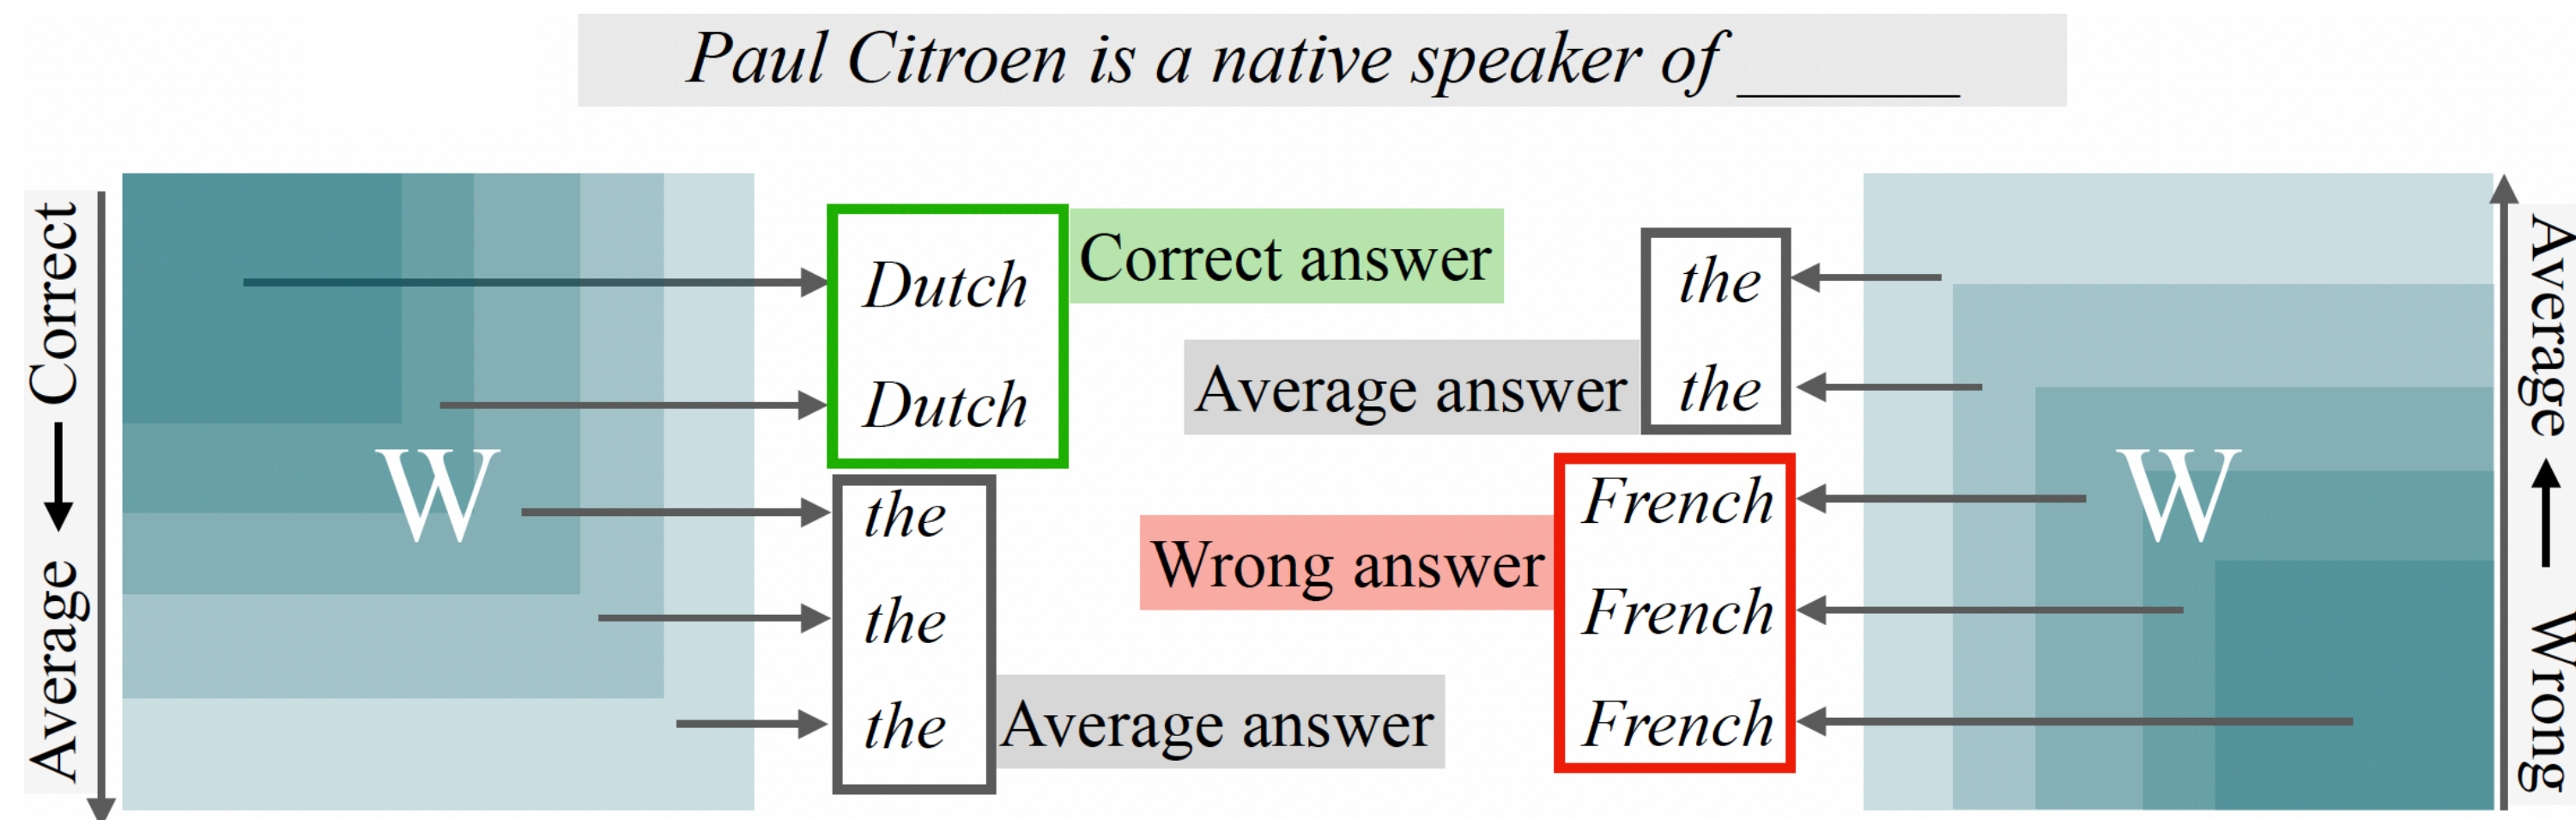 Paul Citroen is a native speaker of ______
Correct
Average
W
Dutch
Dutch
Correct answer
the
the
the
Average answer
the
the
Average answer
French
French
French
Wrong answer
W
Average
Wrong